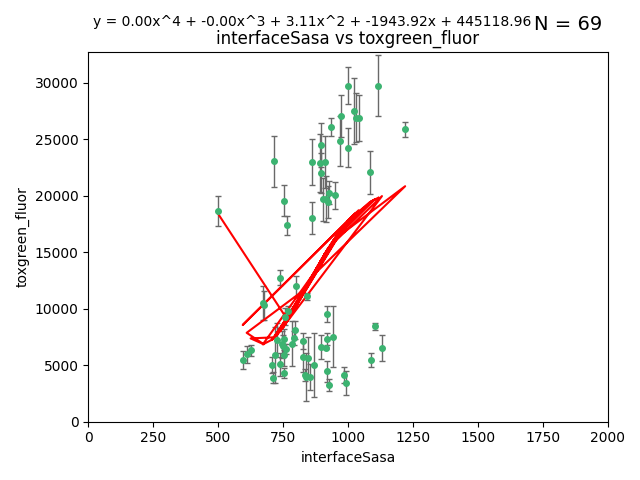 y = 0.00x^4 + -0.00x^3 + 3.11x^2 + -1943.92x + 445118.96 N = 69
interfaceSasa vs toxgreen_fluor
30000
25000
20000
15000
10000
5000
0
toxgreen_fluor
0 250 500 750 1000 1250 1500 1750 2000
interfaceSasa